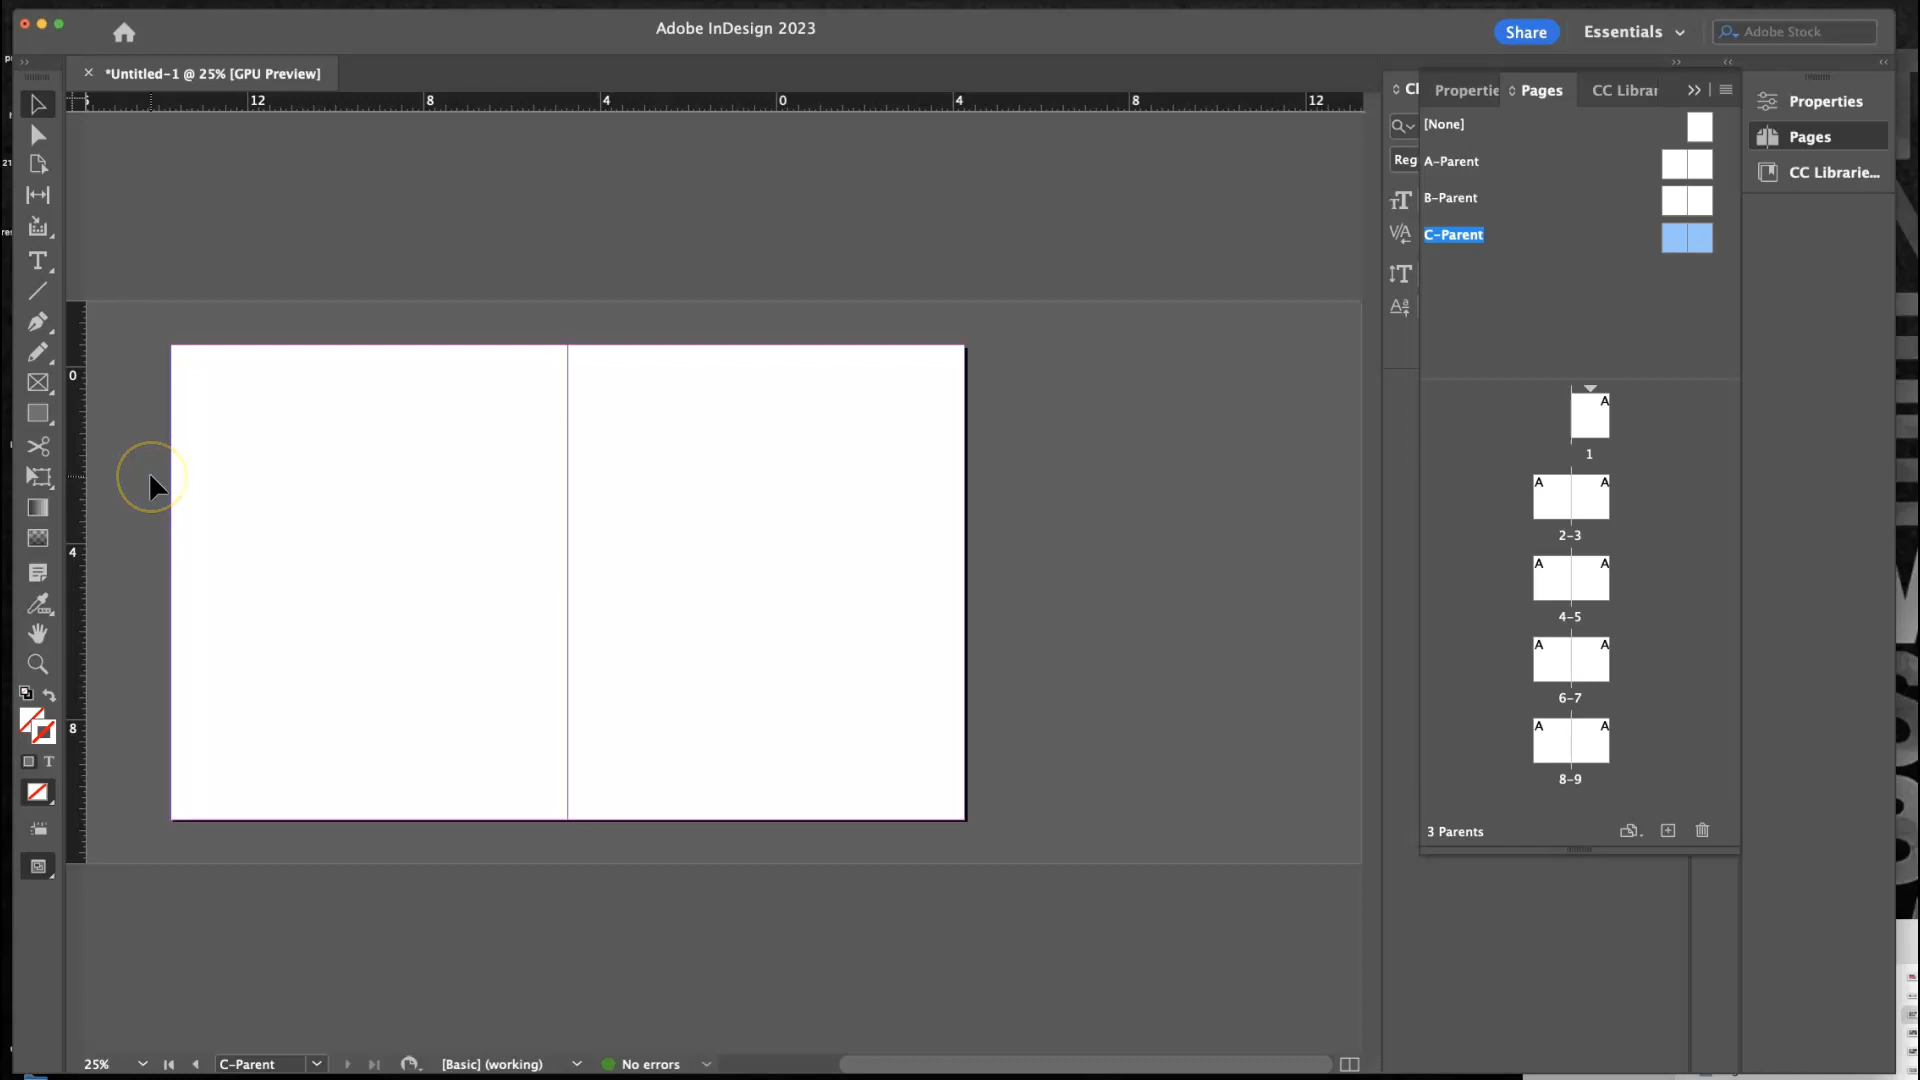 Adobe InDesign 2023
Share
Essentials
Adobe Stock
*Untitled-1 @ 25% [GPU Preview]
12 8 4 0 4 8 12
Properties
Pages
CC Librar
Properties
Pages
CC Librarie...
Reg
[None]
A-Parent
B-Parent
C-Parent
0
4
8
A
1
A A
2-3
A A
4-5
A A
6-7
A A
8-9
3 Parents
25%
C-Parent
[Basic] (working)
No errors